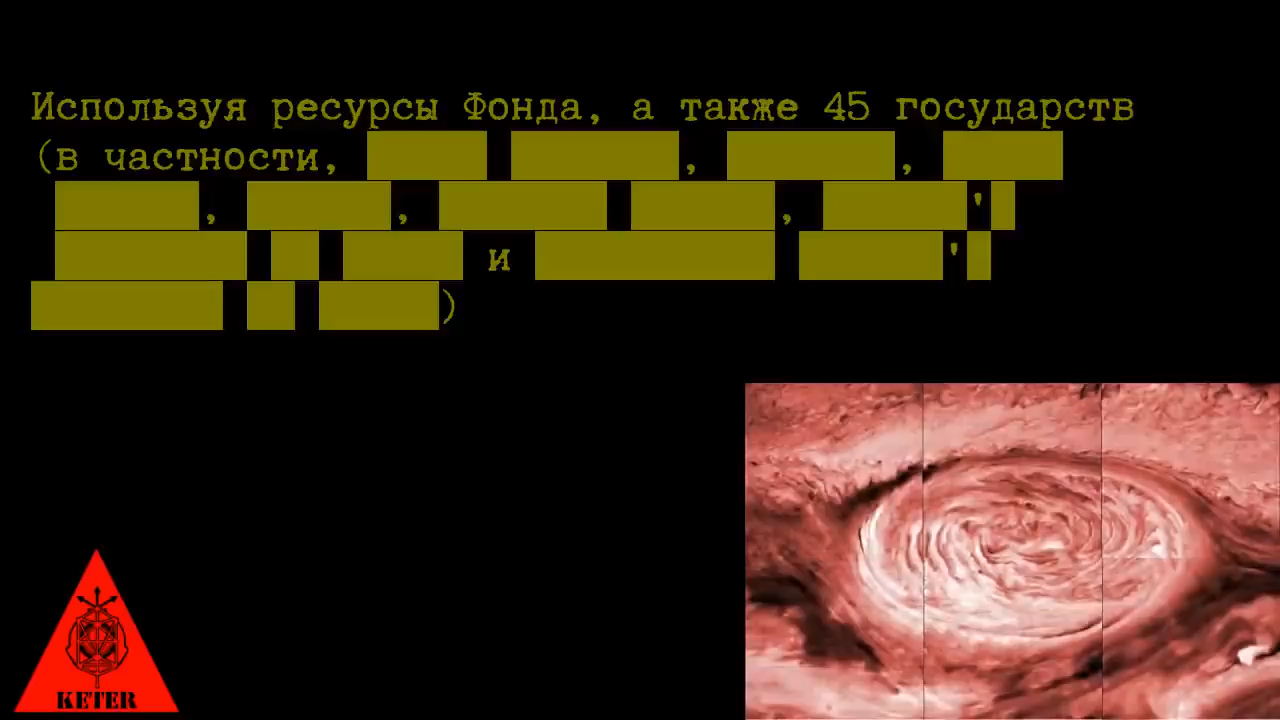 Используя ресурсы Фонда, а также 45 государств
(в частности, █████ ███████, ███████, █████
██████, ██████, ███████ ██████, ██████'█
████████ ██ █████ и ██████████ ██████'█
████████ ██ █████)
KETER